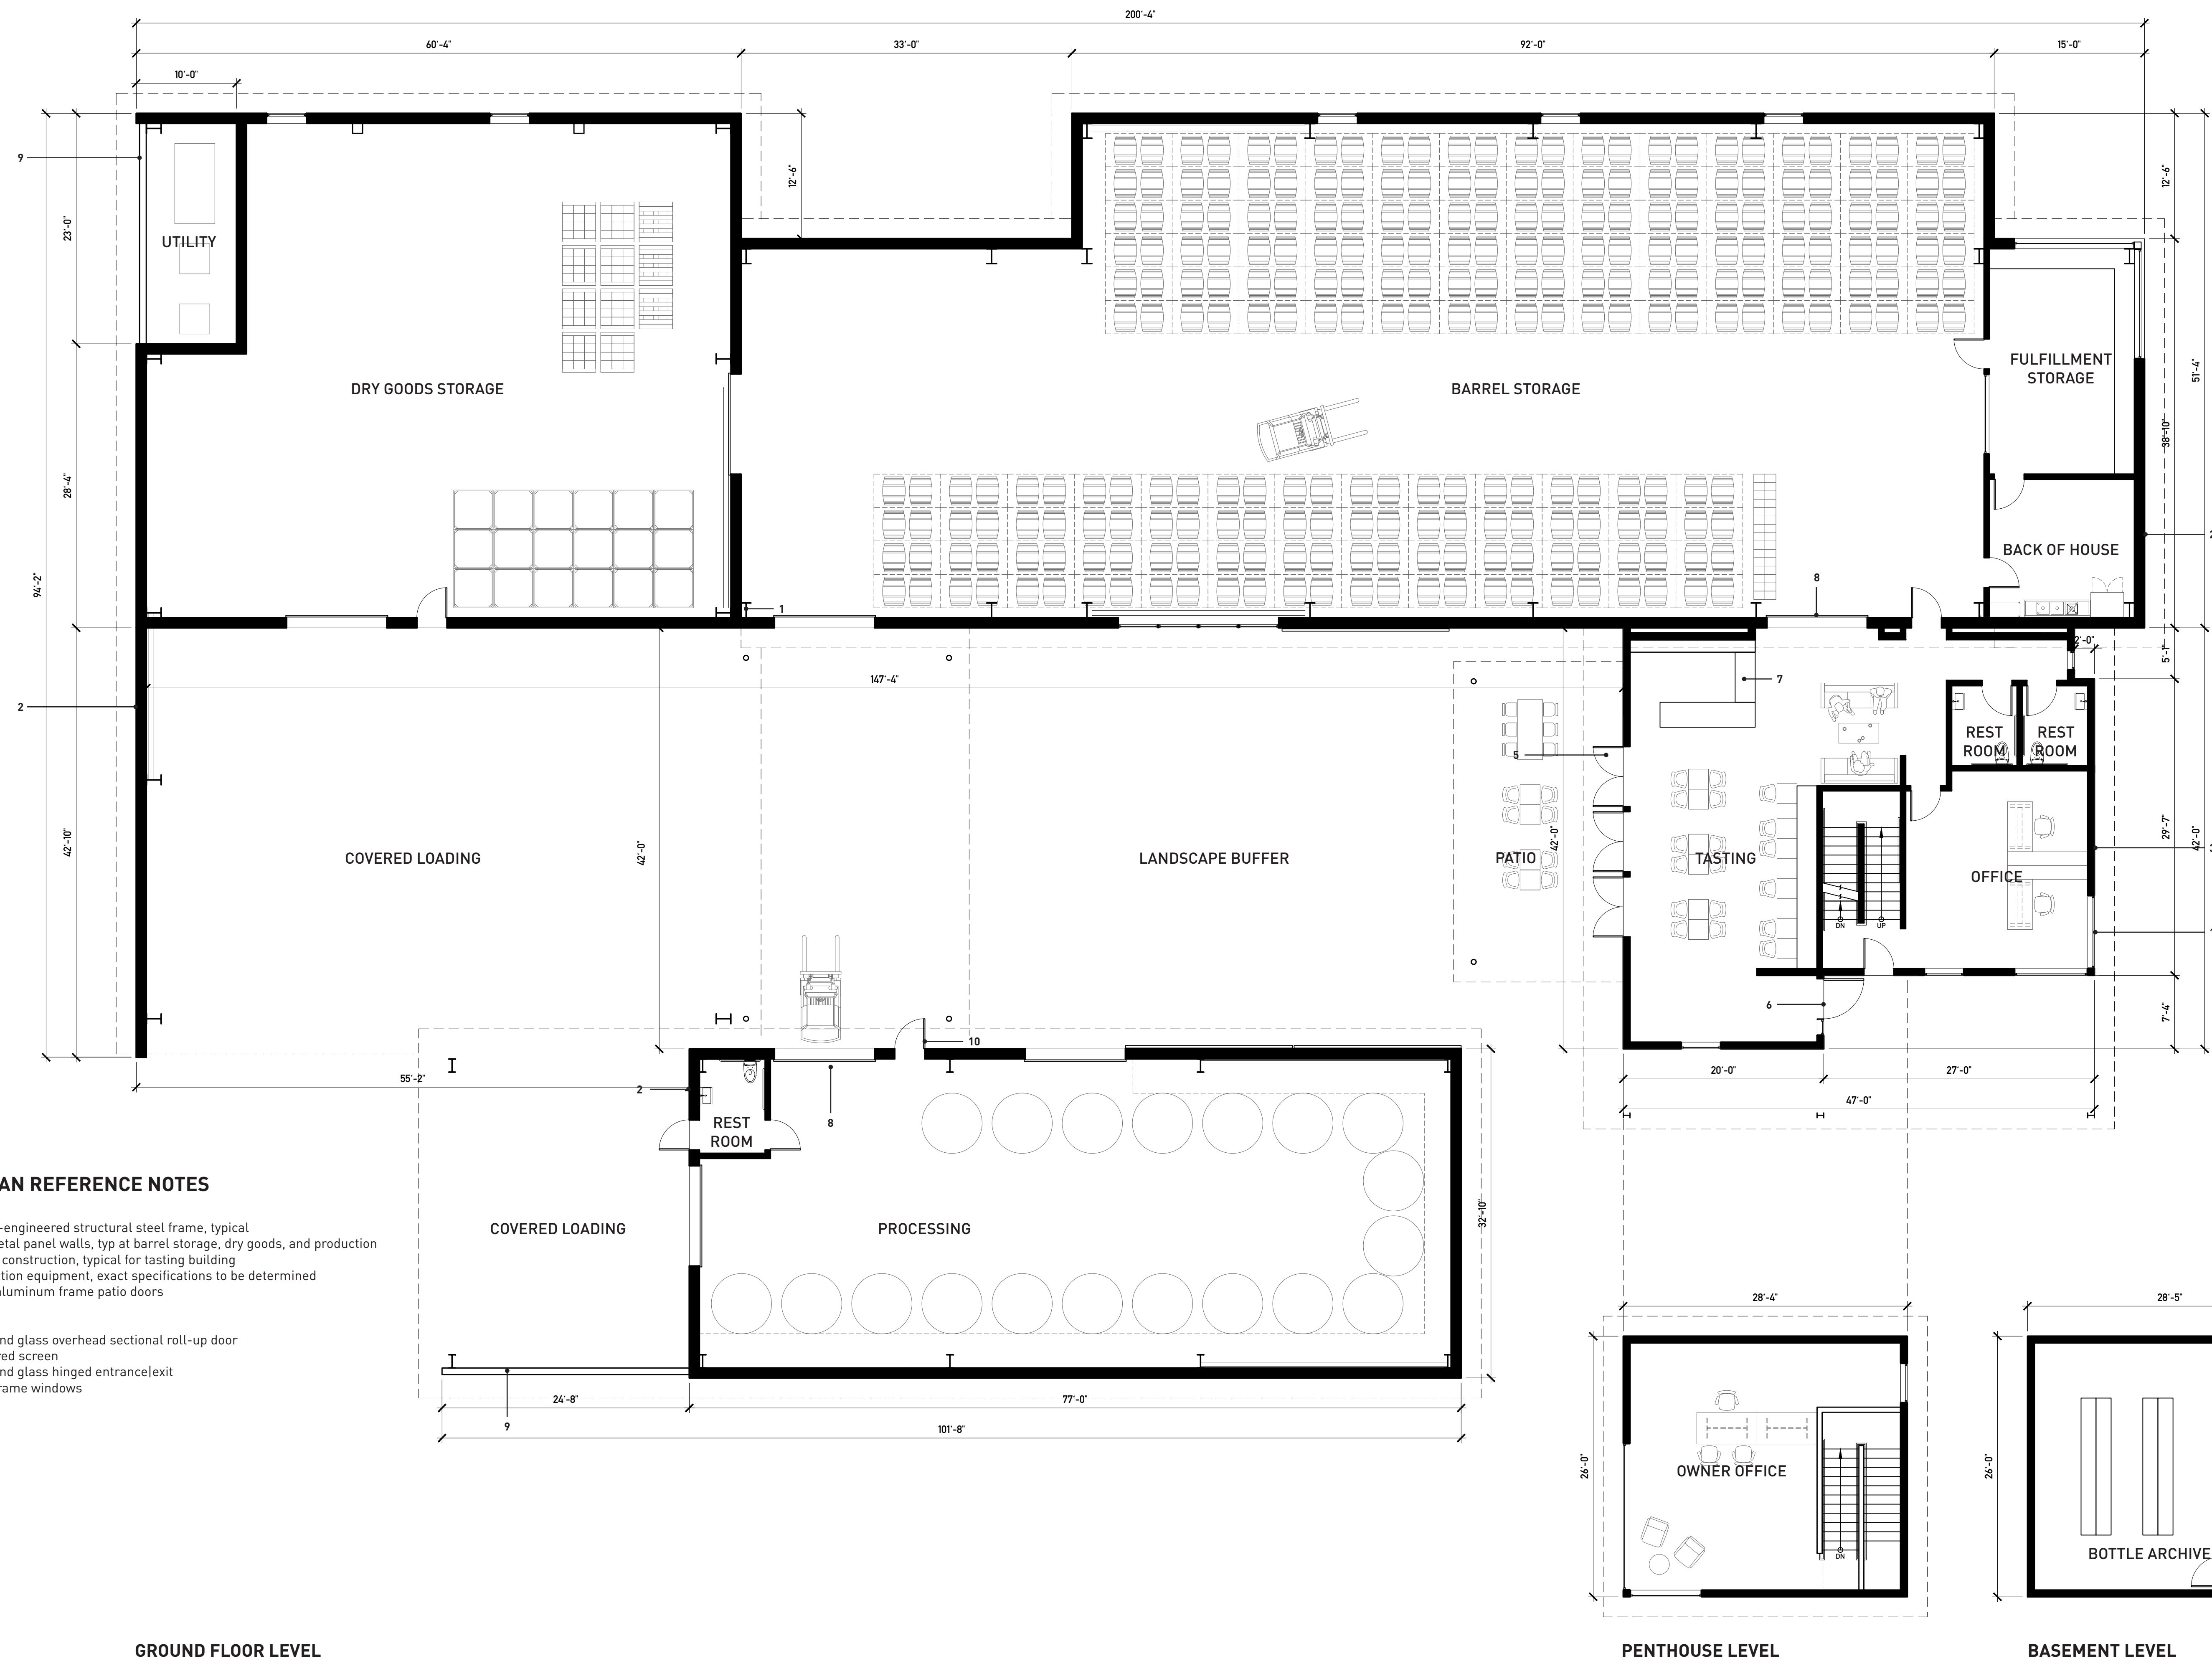 200'-4"
60'-4"
33'-0"
92'-0"
15'-0"
10'-0"
9
12'-6"
12'-6"
23'-0"
UTILITY
FULFILLMENT
STORAGE
51'-4"
DRY GOODS STORAGE
BARREL STORAGE
38'-10"
28'-4"
94'-2"
BACK OF HOUSE
8
1
2'-0"
5'-1"
147'-4"
7
2
REST
ROOM
REST
ROOM
5
42'-10"
42'-0"
42'-0"
29'-7"
42'-0"
COVERED LOADING
LANDSCAPE BUFFER
PATIO
TASTING
OFFICE
DN
UP
6
7'-4"
10
55'-2"
2
20'-0"
27'-0"
47'-0"
REST
ROOM
8
AN REFERENCE NOTES
-engineered structural steel frame, typical
etal panel walls, typ at barrel storage, dry goods, and production
construction, typical for tasting building
tion equipment, exact specifications to be determined
aluminum frame patio doors
nd glass overhead sectional roll-up door
red screen
nd glass hinged entrance|exit
rame windows
COVERED LOADING
PROCESSING
32'-10"
24'-8"
77'-0"
9
101'-8"
28'-4"
28'-5"
26'-0"
OWNER OFFICE
DN
26'-0"
BOTTLE ARCHIVE
GROUND FLOOR LEVEL
PENTHOUSE LEVEL
BASEMENT LEVEL